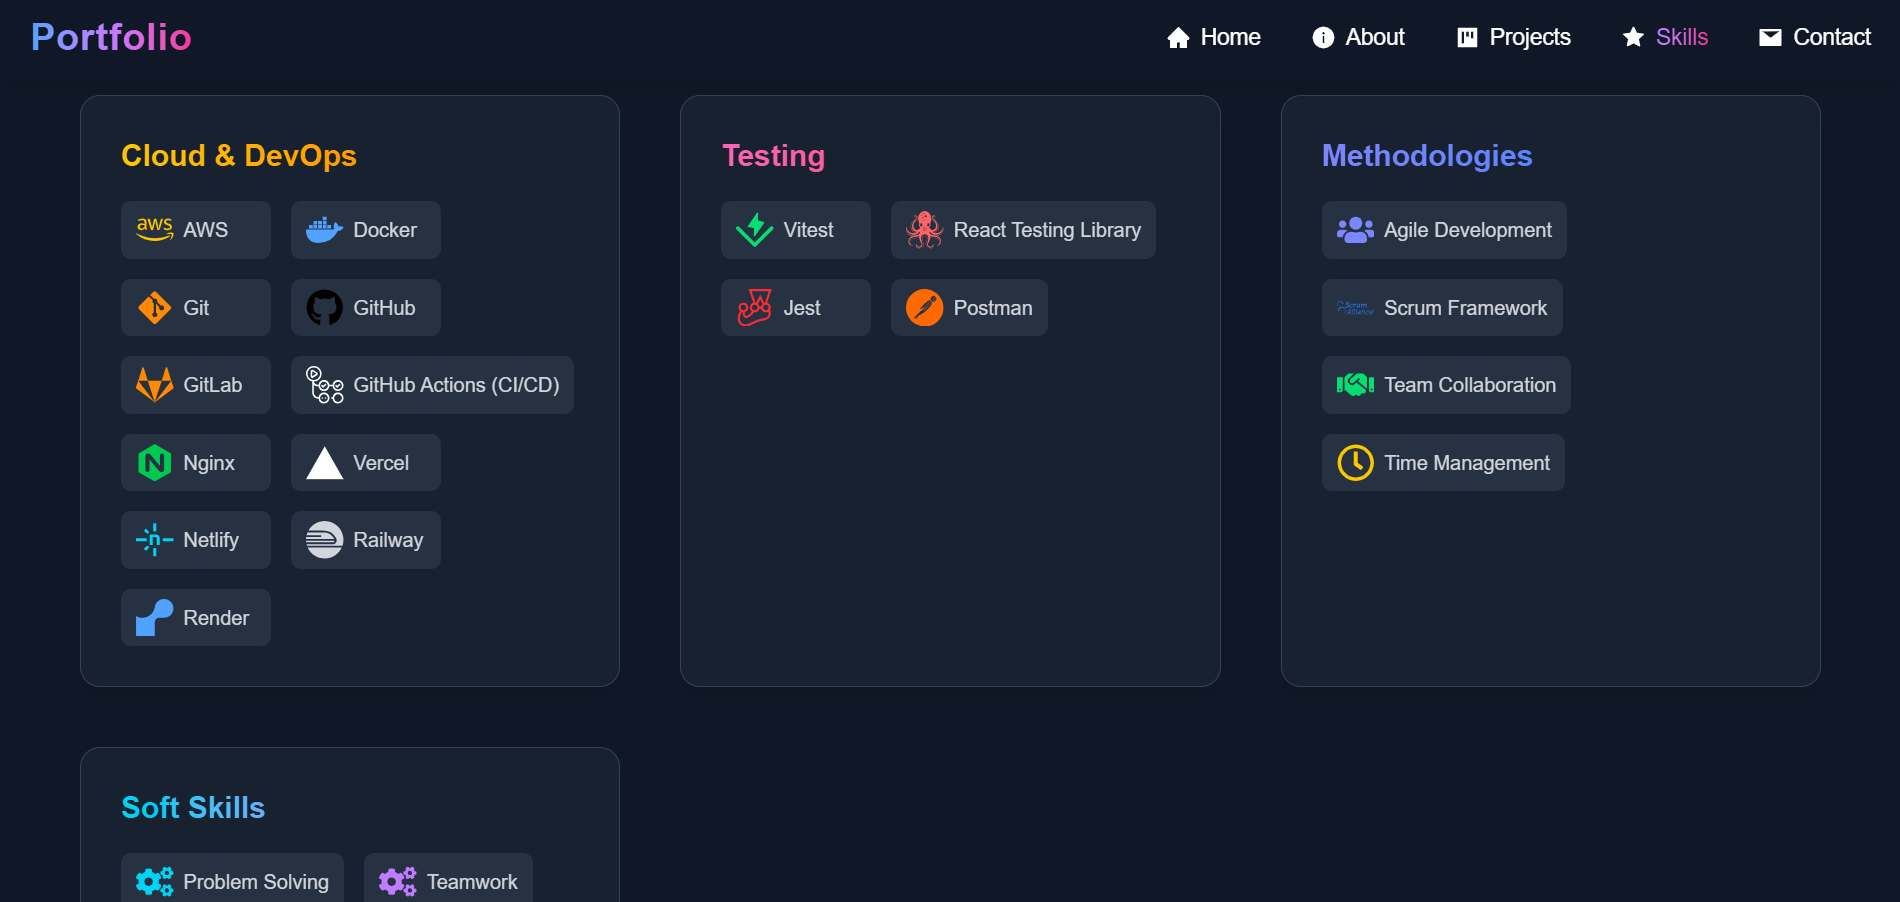 Portfolio
Home
About
Projects
Skills
Contact
Cloud & DevOps
aws AWS
Docker
Git
GitHub
GitLab
GitHub Actions (CI/CD)
Nginx
Vercel
Netlify
Railway
Render
Testing
Vitest
React Testing Library
Jest
Postman
Methodologies
Agile Development
Scrum Alliance Scrum Framework
Team Collaboration
Time Management
Soft Skills
Problem Solving
Teamwork